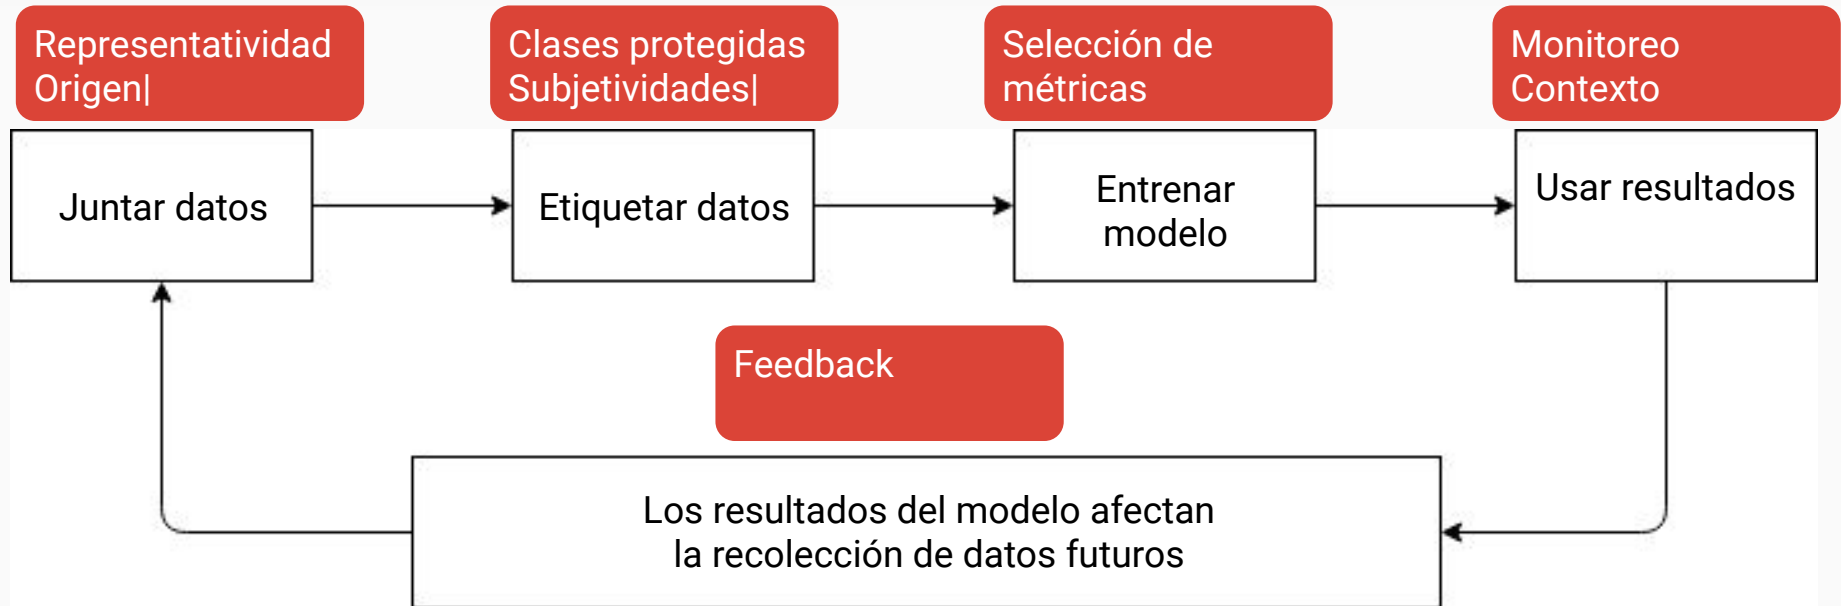 Representatividad
Origen|
Clases protegidas
Subjetividades|
Selección de
métricas
Monitoreo
Contexto
Juntar datos
Etiquetar datos
Entrenar
modelo
Usar resultados
Feedback
Los resultados del modelo afectan
la recolección de datos futuros